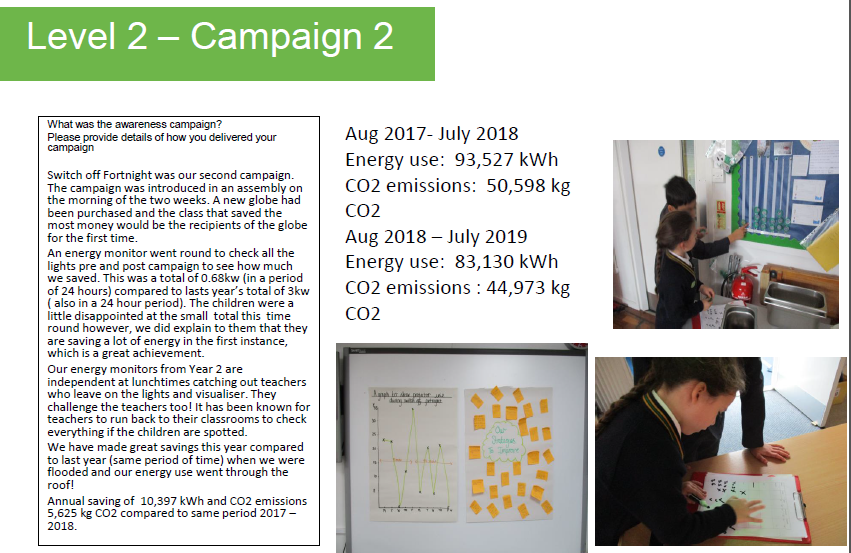 Level 2 – Campaign 2
What was the awareness campaign?
Please provide details of how you delivered your
campaign
Switch off Fortnight was our second campaign.
The campaign was introduced in an assembly on
the morning of the two weeks. A new globe had
been purchased and the class that saved the
most money would be the recipients of the globe
for the first time.
An energy monitor went round to check all the
lights pre and post campaign to see how much
we saved. This was a total of 0.68kw (in a period
of 24 hours) compared to lasts year’s total of 3kw
( also in a 24 hour period). The children were a
little disappointed at the small  total this  time
round however, we did explain to them that they
are saving a lot of energy in the first instance,
which is a great achievement.
Our energy monitors from Year 2 are
independent at lunchtimes catching out teachers
who leave on the lights and visualiser. They
challenge the teachers too! It has been known for
teachers to run back to their classrooms to check
everything if the children are spotted.
We have made great savings this year compared
to last year (same period of time) when we were
flooded and our energy use went through the
roof!
Annual saving of  10,397 kWh and CO2 emissions
5,625 kg CO2 compared to same period 2017 –
2018.
Aug 2017- July 2018
Energy use:  93,527 kWh
CO2 emissions:  50,598 kg
CO2
Aug 2018 – July 2019
Energy use:  83,130 kWh
CO2 emissions : 44,973 kg
CO2
A graph to show projector use
Our